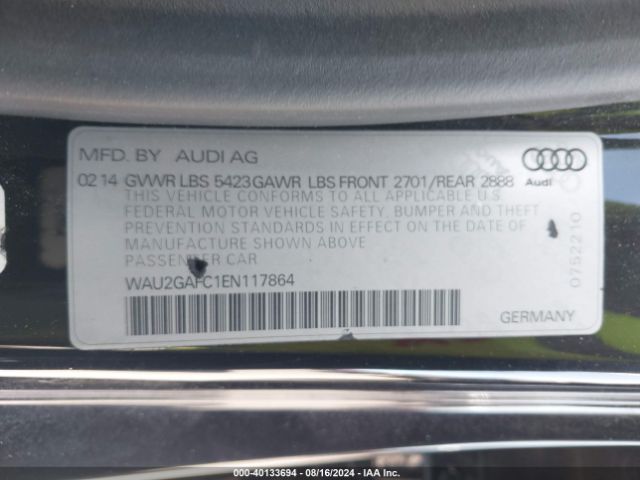 MFD. BY AUDI AG
02 14 GVWR LBS 5423 GAWR LBS FRONT 2701/REAR 2888
THIS VEHICLE CONFORMS TO ALL APPLICABLE U.S
FEDERAL MOTOR VEHICLE SAFETY, BUMPER AND THEFT
PREVENTION STANDARDS IN EFFECT ON THE DATE OF
MANUFACTURE SHOWN ABOVE
PASSENGER CAR
WAU2GAFC1EN117864
GERMANY
Audi
0752210
000-40133694 - 08/16/2024 - IAAI.COM